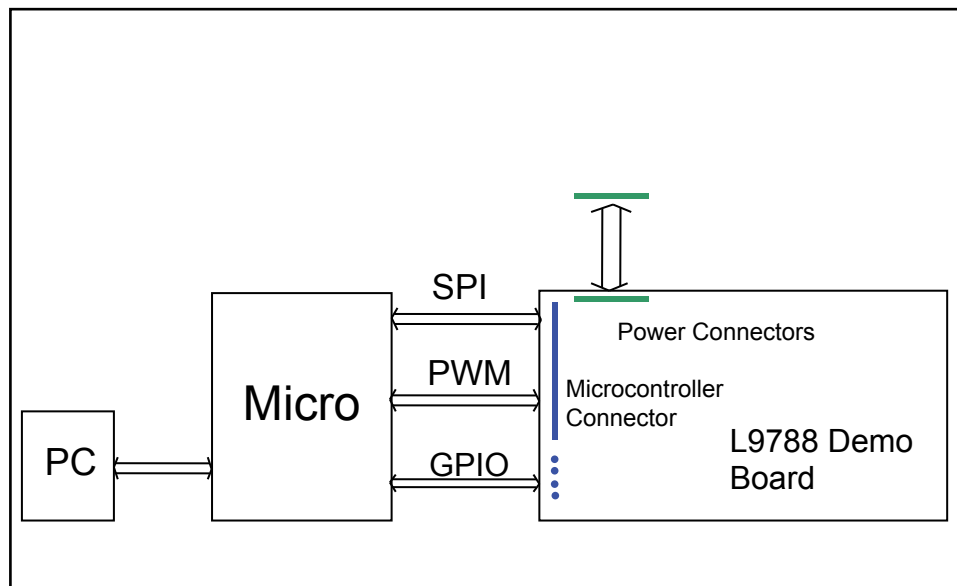 SPI
Power Connectors
PWM
Microcontroller
Connector
Micro
L9788 Demo
Board
PC
GPIO